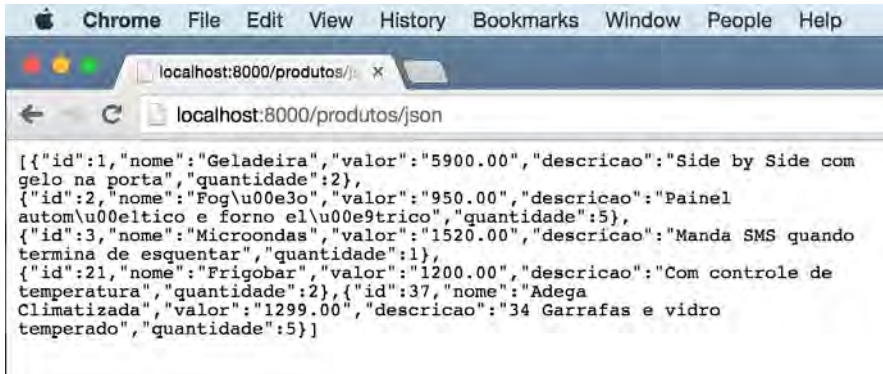 Chrome File Edit View History Bookmarks Window People Help
localhost:8000/produtos/j
localhost:8000/produtos/json
[{"id":1,"nome":"Geladeira","valor":"5900.00","descricao":"Side by Side com
gelo na porta","quantidade":2},
{"id":2,"nome":"Fog\u00e3o","valor":"950.00","descricao":"Painel
autom\u00e1tico e forno el\u00e9trico","quantidade":5},
{"id":3,"nome":"Microondas","valor":"1520.00","descricao":"Manda SMS quando
termina de esquentar","quantidade":1},
{"id":21,"nome":"Frigobar","valor":"1200.00","descricao":"Com controle de
temperatura","quantidade":2},{"id":37,"nome":"Adega
Climatizada","valor":"1299.00","descricao":"34 Garrafas e vidro
temperado","quantidade":5}]